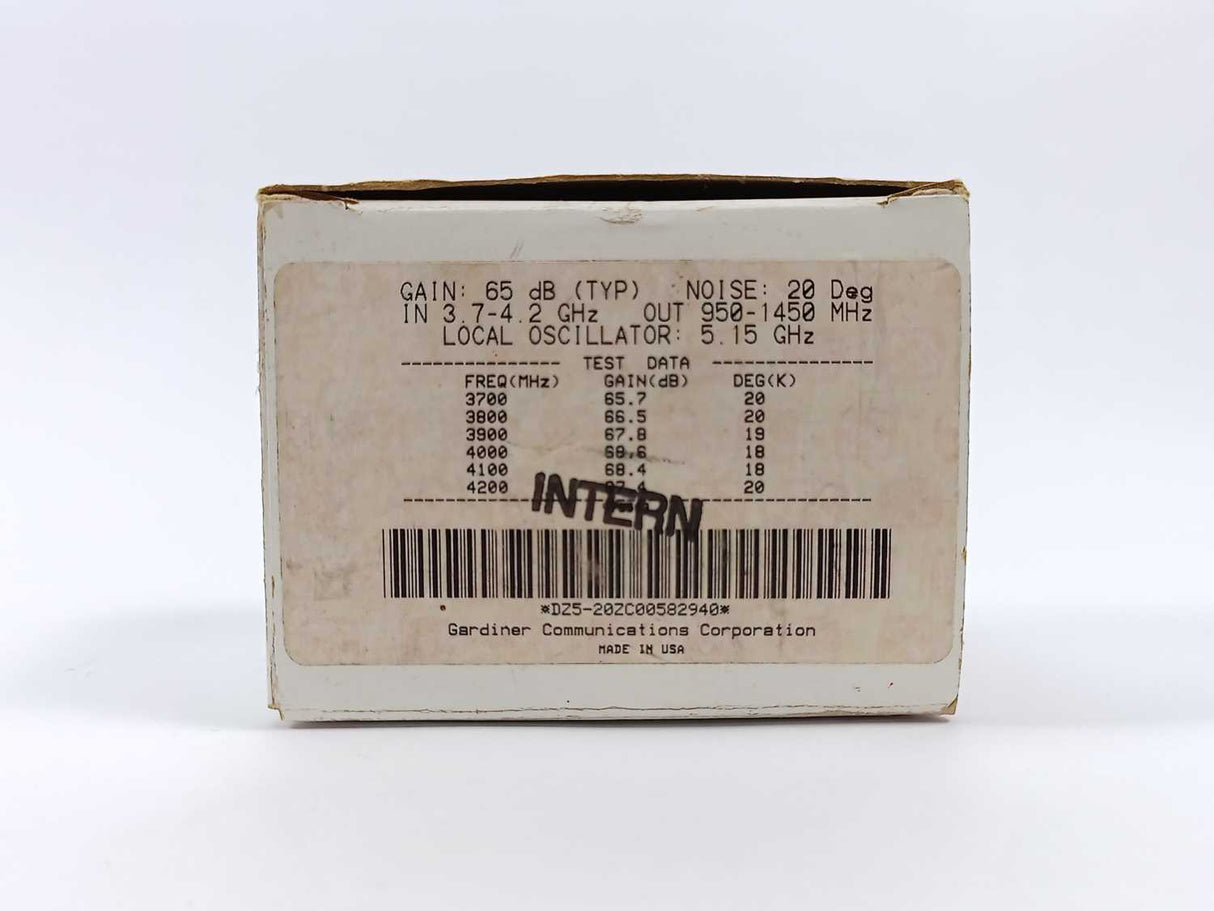 GAIN: 65 dB (TYP) NOISE: 20 Deg
IN 3.7-4.2 GHz OUT 950-1450 MHz
LOCAL OSCILLATOR: 5.15 GHz
---------------- TEST DATA ----------------
FREQ(MHz) GAIN(dB) DEG(K)
3700 65.7 20
3800 66.5 20
3900 67.8 19
4000 68.6 18
4100 68.4 18
4200 20
INTERN
*DZ5-20ZC00582940*
Gardiner Communications Corporation
MADE IN USA